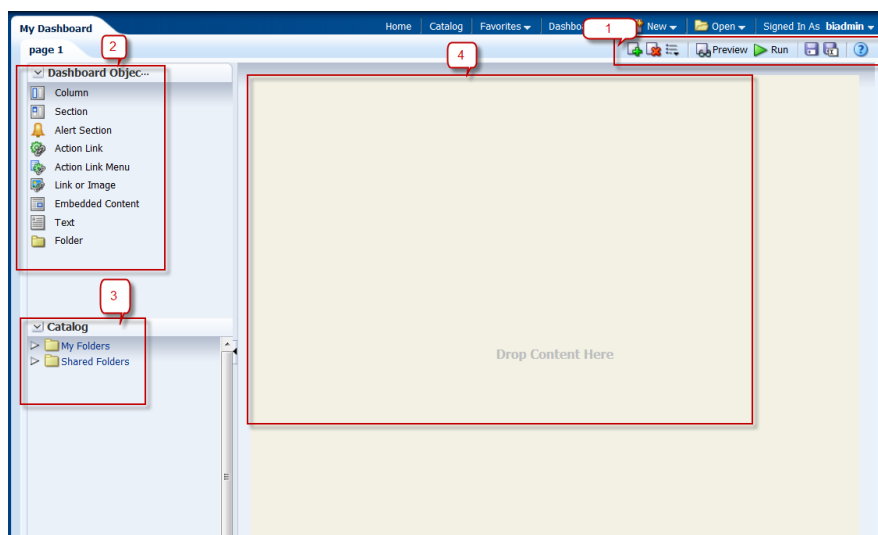 My Dashboard
Home Catalog Favorites Dashbo 1 New Open Signed In As biadmin
page 1
2
4
Preview Run
Dashboard Objec...
Column
Section
Alert Section
Action Link
Action Link Menu
Link or Image
Embedded Content
Text
Folder
3
Catalog
My Folders
Shared Folders
Drop Content Here